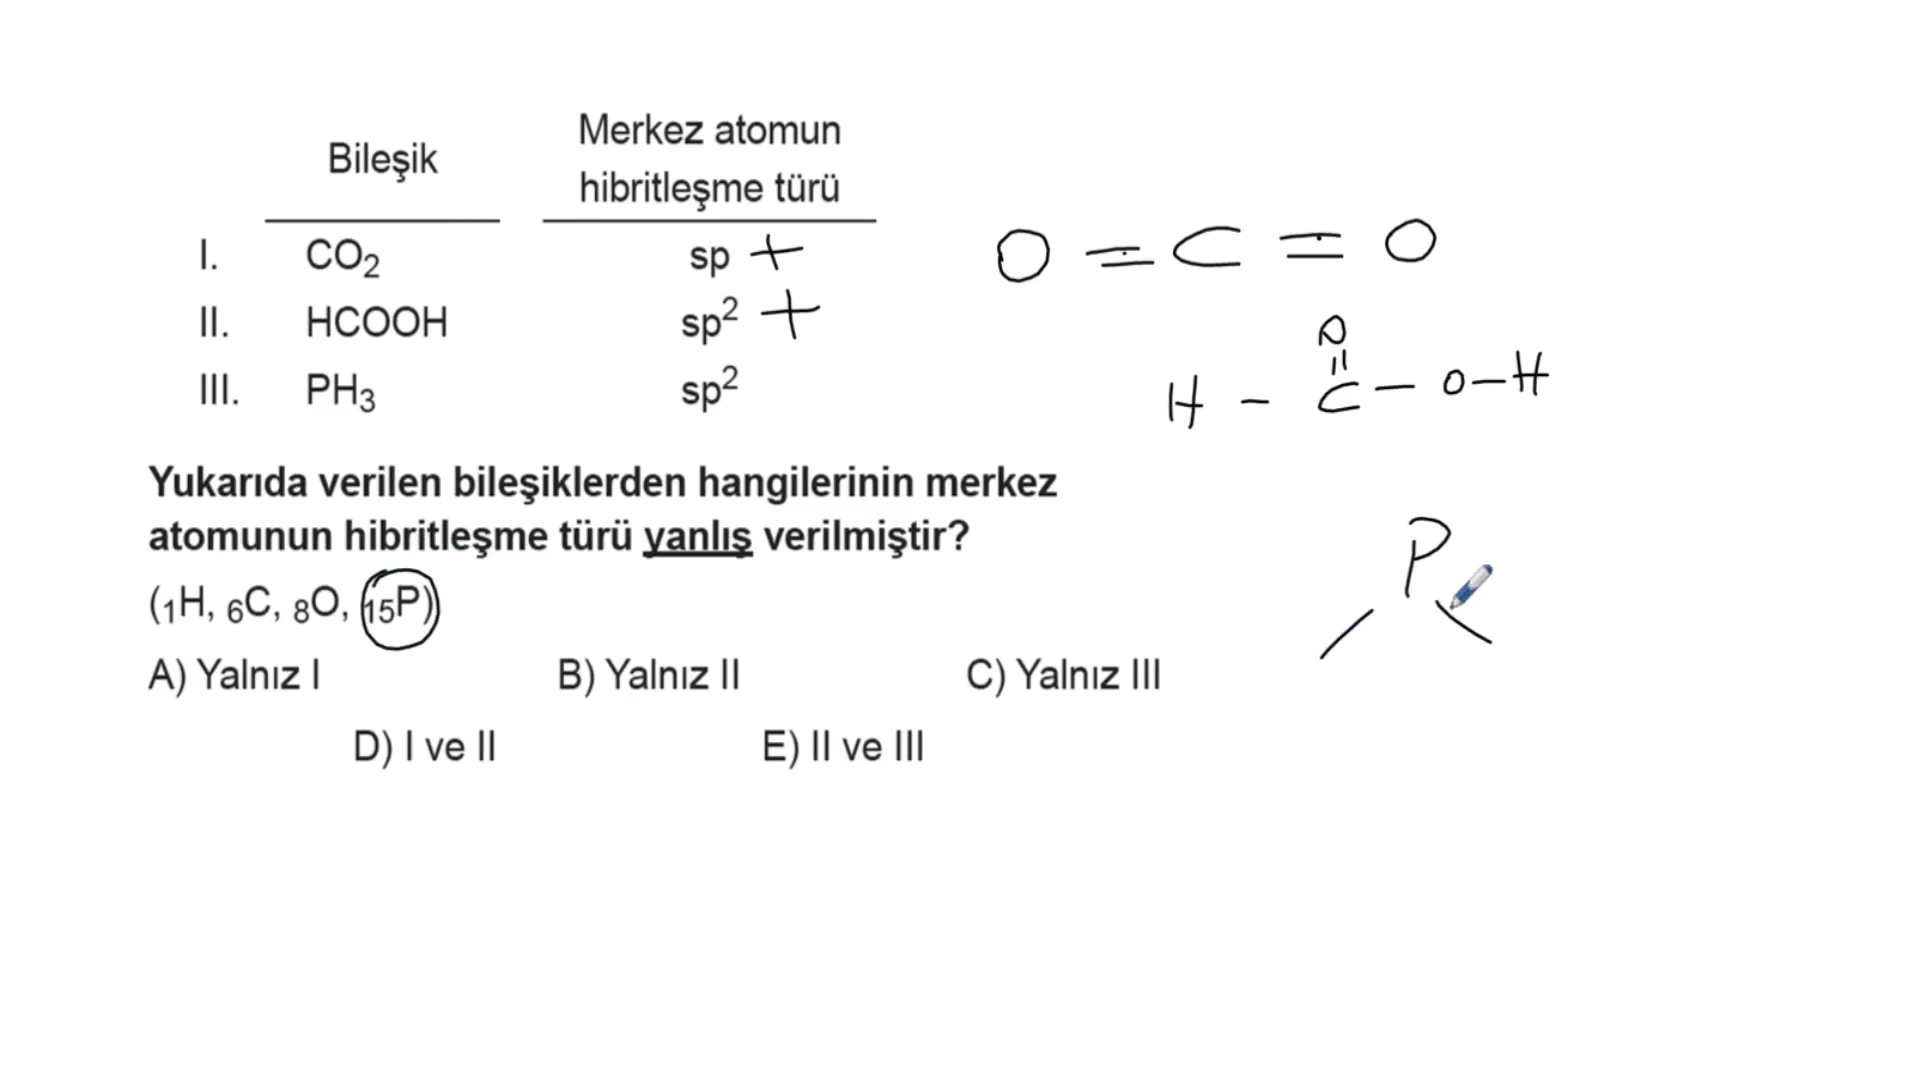 Bileşik
Merkez atomun
hibritleşme türü
I. CO₂ sp +
II. HCOOH sp² +
III. PH₃ sp²
O = C = O
O
||
H - C - O - H
P
Yukarıda verilen bileşiklerden hangilerinin merkez
atomunun hibritleşme türü yanlış verilmiştir?
(₁H, ₆C, ₈O, ₁₅P)
A) Yalnız I B) Yalnız II C) Yalnız III
D) I ve II E) II ve III